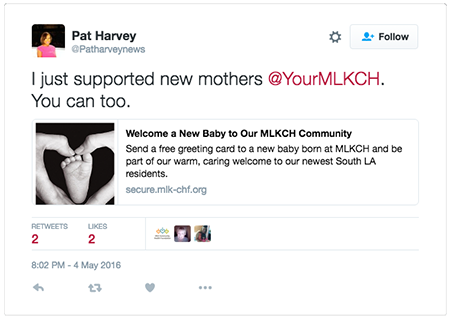 Pat Harvey
@Patharveynews
Follow
I just supported new mothers @YourMLKCH.
You can too.
Welcome a New Baby to Our MLKCH Community
Send a free greeting card to a new baby born at MLKCH and be
part of our warm, caring welcome to our newest South LA
residents.
secure.mlk-chf.org
RETWEETS LIKES
2 2
8:02 PM - 4 May 2016